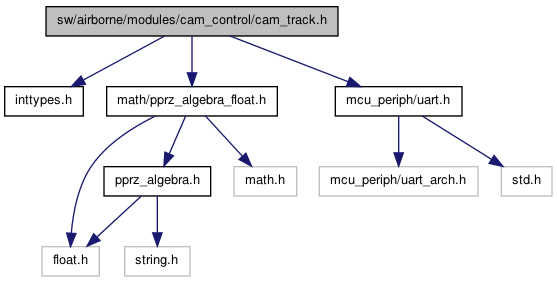 sw/airborne/modules/cam_control/cam_track.h
inttypes.h
math/pprz_algebra_float.h
mcu_periph/uart.h
pprz_algebra.h
math.h
mcu_periph/uart_arch.h
std.h
float.h
string.h